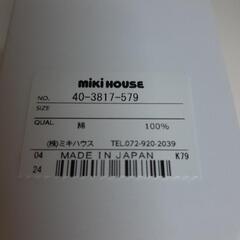 miki HOUSE
NO. 40-3817-579
SIZE
QUAL 綿 100%
(株)ミキハウス TEL.072-920-2039
04 MADE IN JAPAN K79
24